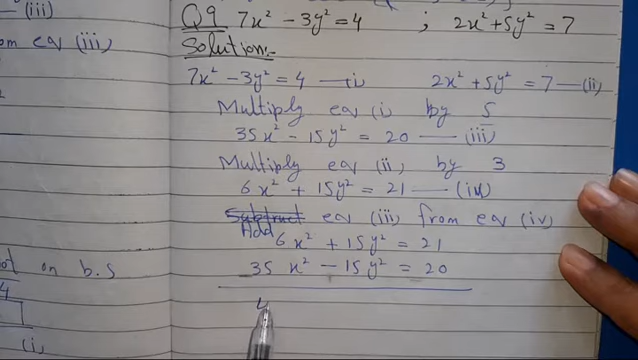 (iii)
om eq (iii)
Q9 7x² - 3y² = 4 ; 2x² + 5y² = 7
Solution:-
7x² - 3y² = 4 —(i) 2x² + 5y² = 7 —(ii)
Multiply eq (i) by 5
35x² - 15y² = 20 —(iii)
Multiply eq (ii) by 3
6x² + 15y² = 21 —(iv)
Subtract eq (iii) from eq (iv)
Add
6x² + 15y² = 21
35x² - 15y² = 20
ot on b.s
4
(i)